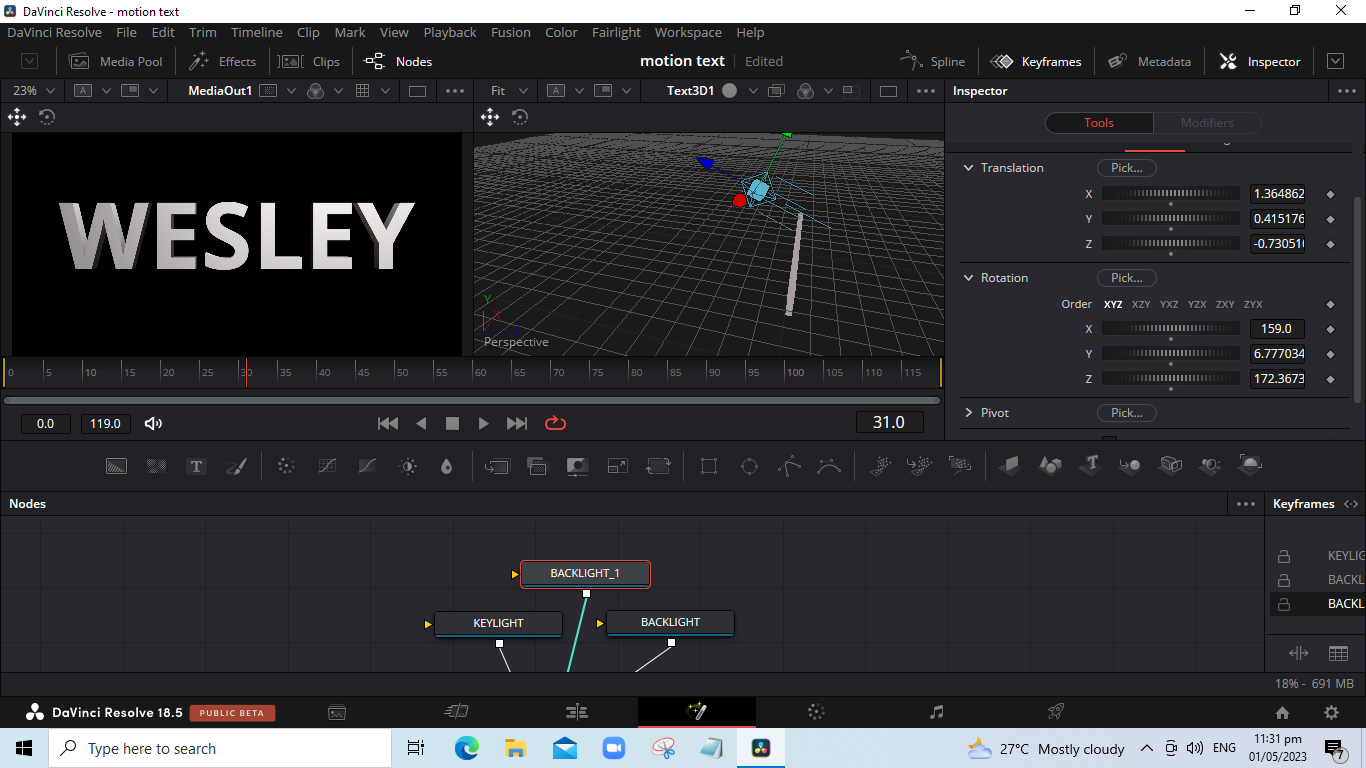 DaVinci Resolve - motion text
DaVinci Resolve File Edit Trim Timeline Clip Mark View Playback Fusion Color Fairlight Workspace Help
Media Pool Effects Clips Nodes motion text Edited Spline Keyframes Metadata Inspector
23% A MediaOut1 Fit A Text3D1 Inspector
Tools Modifiers
WESLEY
Y
X
Perspective
Translation Pick...
X 1.364862
Y 0.415176
Z -0.730510
Rotation Pick...
Order XYZ XZY YXZ YZX ZXY ZYX
X 159.0
Y 6.777034
Z 172.3673
Pivot Pick...
0 5 10 15 20 25 30 35 40 45 50 55 60 65 70 75 80 85 90 95 100 105 110 115
0.0 119.0 31.0
T T
Nodes Keyframes
BACKLIGHT_1
KEYLIGHT BACKLIGHT
KEYLIG
BACKL
BACKL
18% - 691 MB
DaVinci Resolve 18.5 PUBLIC BETA
Type here to search
27°C Mostly cloudy ENG
11:31 pm
01/05/2023
7